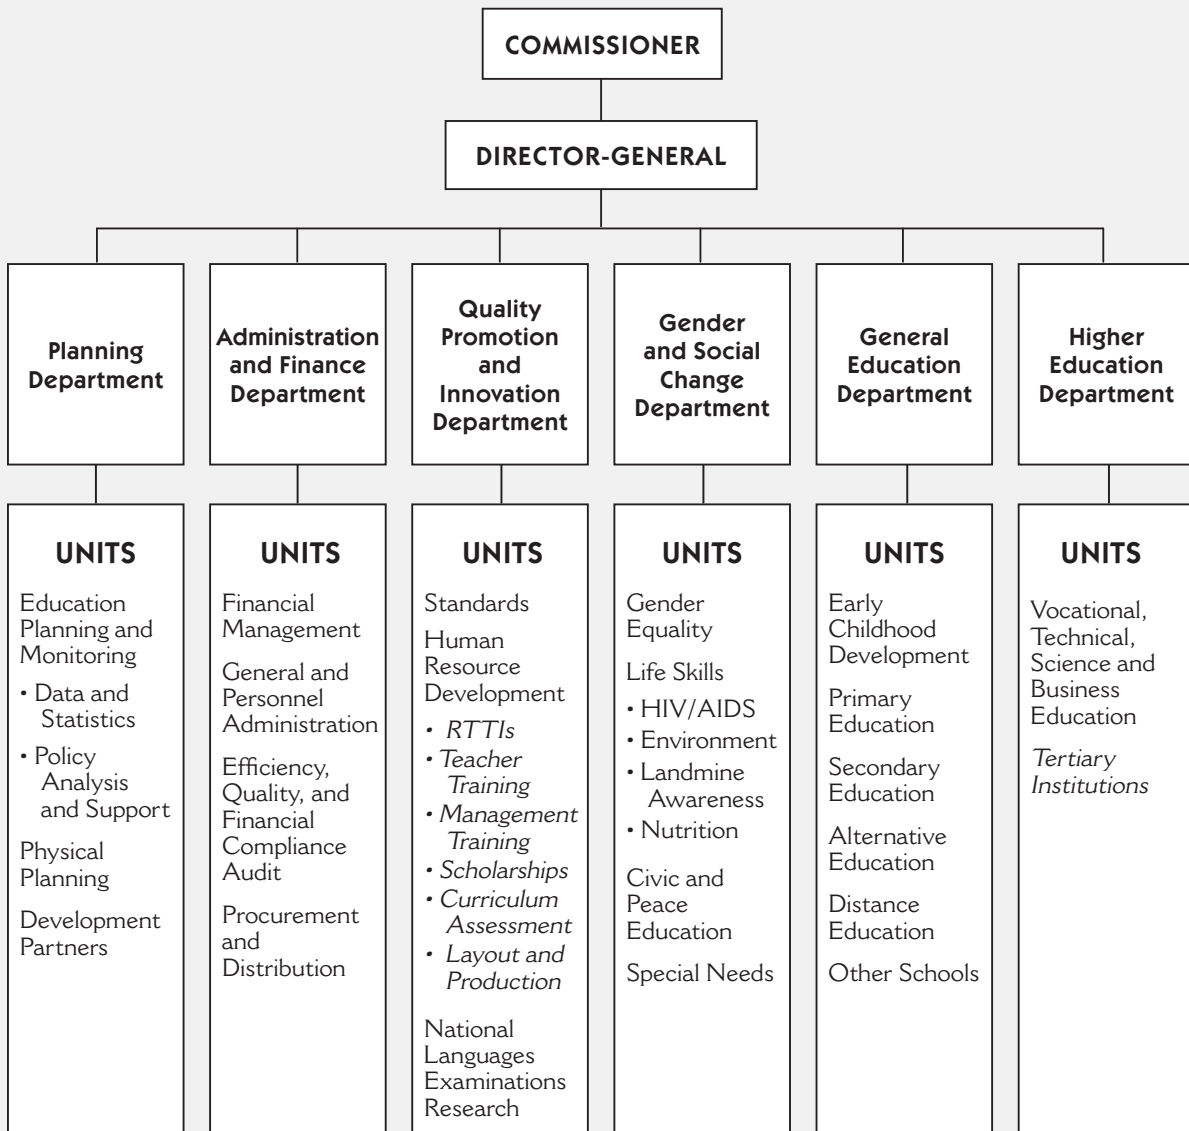 COMMISSIONER
DIRECTOR-GENERAL
Planning
Department
Administration
and Finance
Department
Quality
Promotion
and
Innovation
Department
Gender
and Social
Change
Department
General
Education
Department
Higher
Education
Department
UNITS
Education
Planning and
Monitoring
• Data and
Statistics
• Policy
Analysis
and Support
Physical
Planning
Development
Partners
UNITS
Financial
Management
General and
Personnel
Administration
Efficiency,
Quality, and
Financial
Compliance
Audit
Procurement
and
Distribution
UNITS
Standards
Human
Resource
Development
• RTTIs
• Teacher
Training
• Management
Training
• Scholarships
• Curriculum
Assessment
• Layout and
Production
National
Languages
Examinations
Research
UNITS
Gender
Equality
Life Skills
• HIV/AIDS
• Environment
• Landmine
Awareness
• Nutrition
Civic and
Peace
Education
Special Needs
UNITS
Early
Childhood
Development
Primary
Education
Secondary
Education
Alternative
Education
Distance
Education
Other Schools
UNITS
Vocational,
Technical,
Science and
Business
Education
Tertiary
Institutions